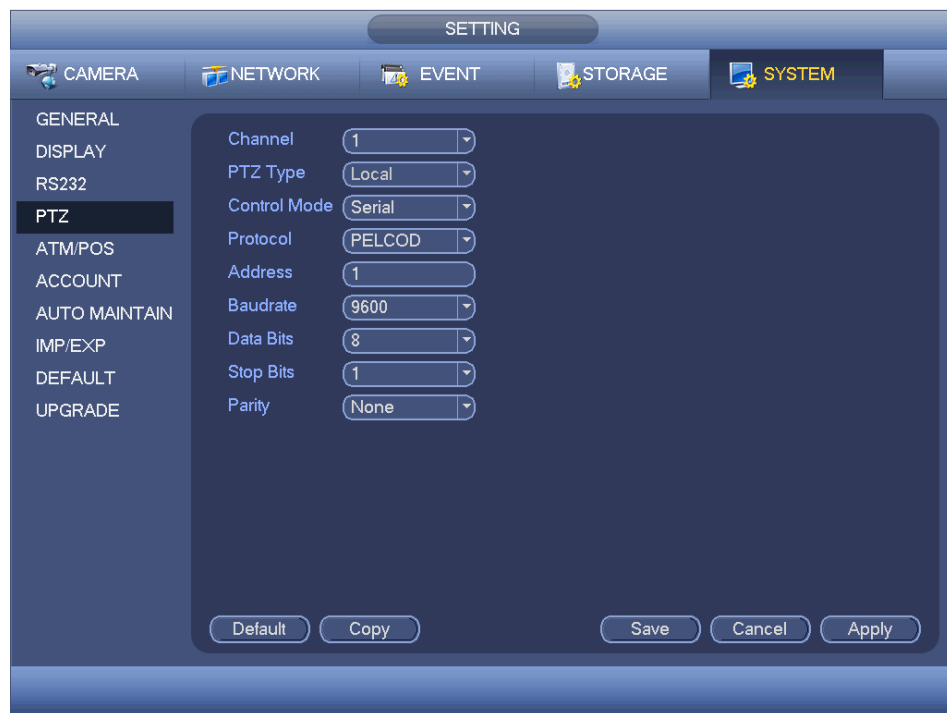 SETTING
CAMERA NETWORK EVENT STORAGE SYSTEM
GENERAL
DISPLAY
RS232
PTZ
ATM/POS
ACCOUNT
AUTO MAINTAIN
IMP/EXP
DEFAULT
UPGRADE
Channel 1
PTZ Type Local
Control Mode Serial
Protocol PELCOD
Address 1
Baudrate 9600
Data Bits 8
Stop Bits 1
Parity None
Default Copy Save Cancel Apply